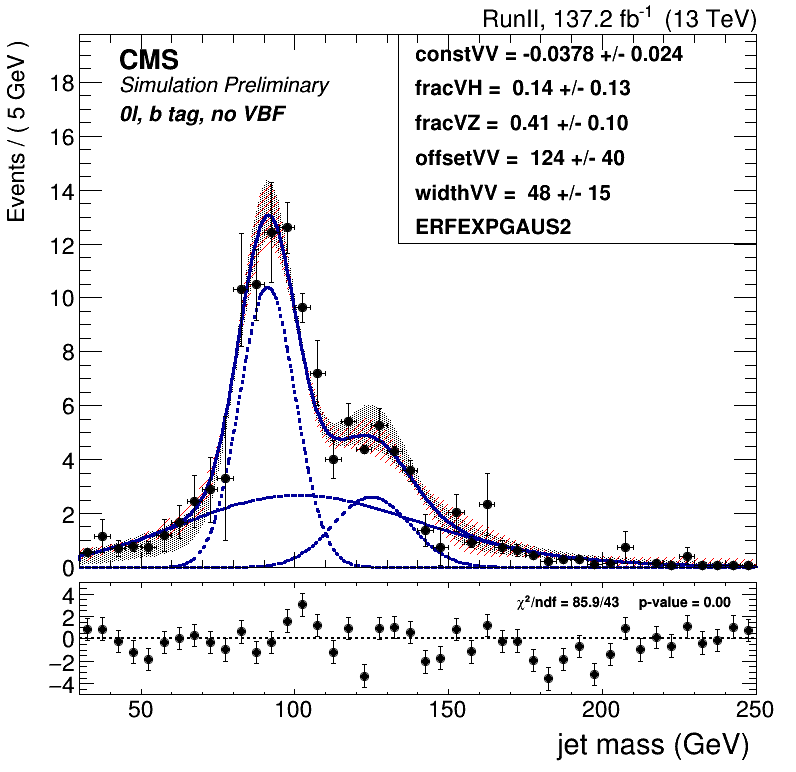 RunII, 137.2 fb⁻¹ (13 TeV)
CMS
Simulation Preliminary
0l, b tag, no VBF
constVV = -0.0378 +/- 0.024
fracVH = 0.14 +/- 0.13
fracVZ = 0.41 +/- 0.10
offsetVV = 124 +/- 40
widthVV = 48 +/- 15
ERFEXPGAUS2
Events / ( 5 GeV )
18
16
14
12
10
8
6
4
2
0
χ²/ndf = 85.9/43 p-value = 0.00
4
2
0
−2
−4
50 100 150 200 250
jet mass (GeV)